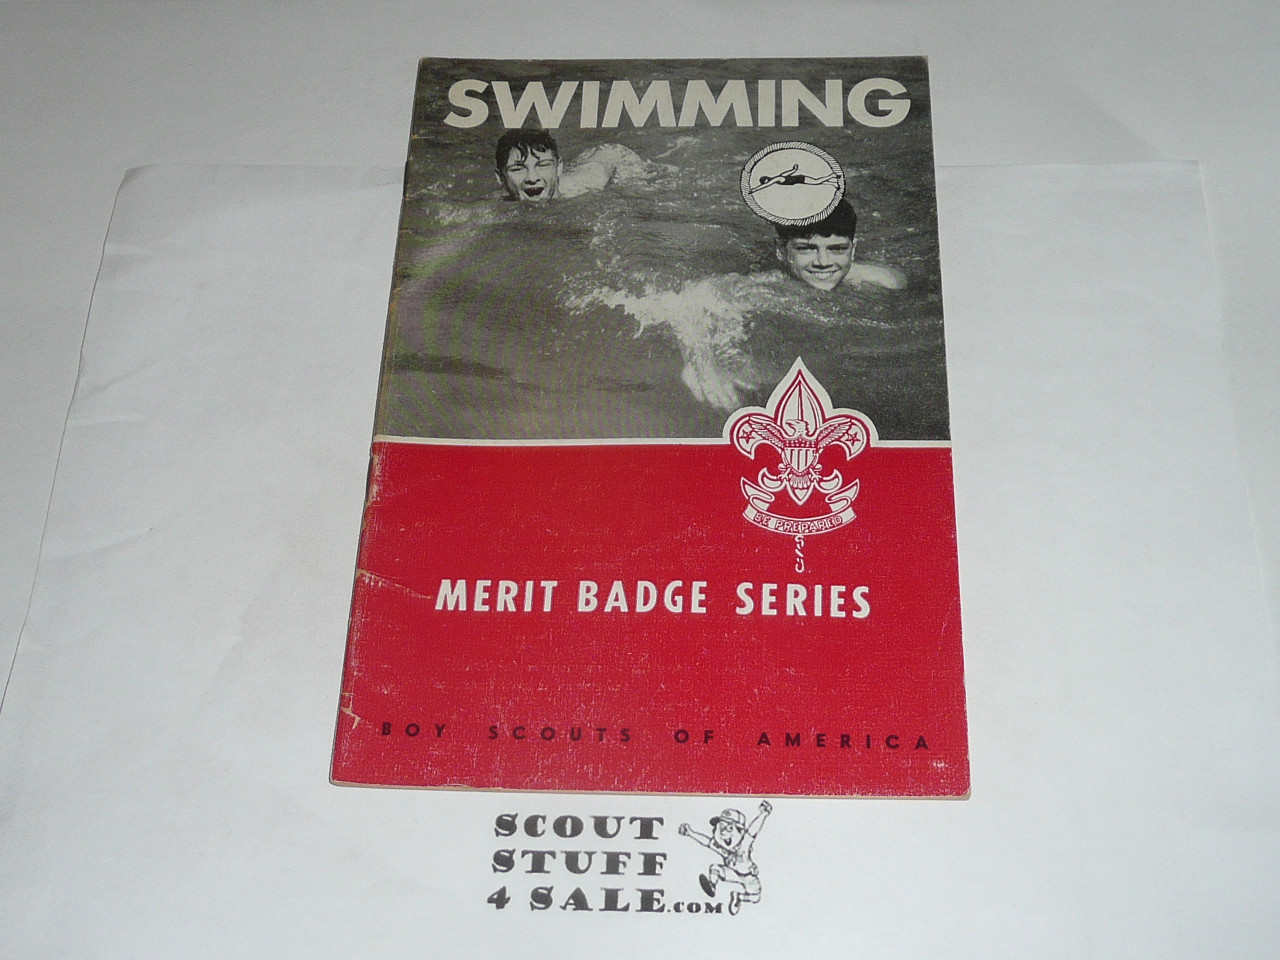 SWIMMING
BE PREPARED
MERIT BADGE SERIES
BOY SCOUTS OF AMERICA
SCOUT
STUFF
4 SALE.COM